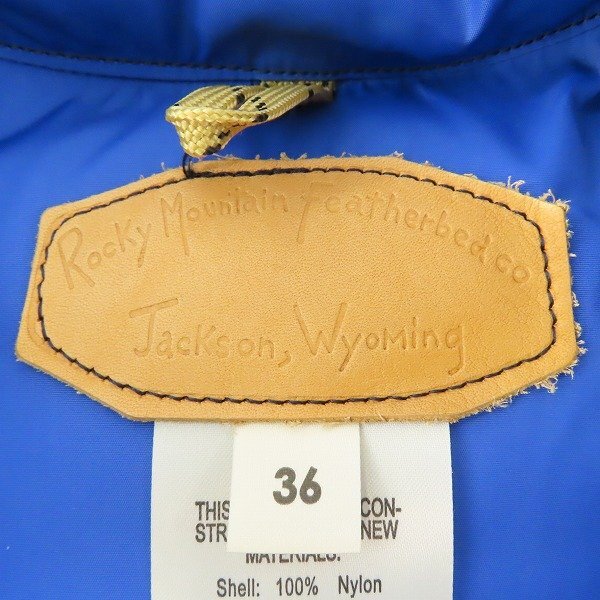 Rocky Mountain Featherbed.co
Jackson, Wyoming
36
THIS CON-
STR NEW
MATERIALS:
Shell: 100% Nylon